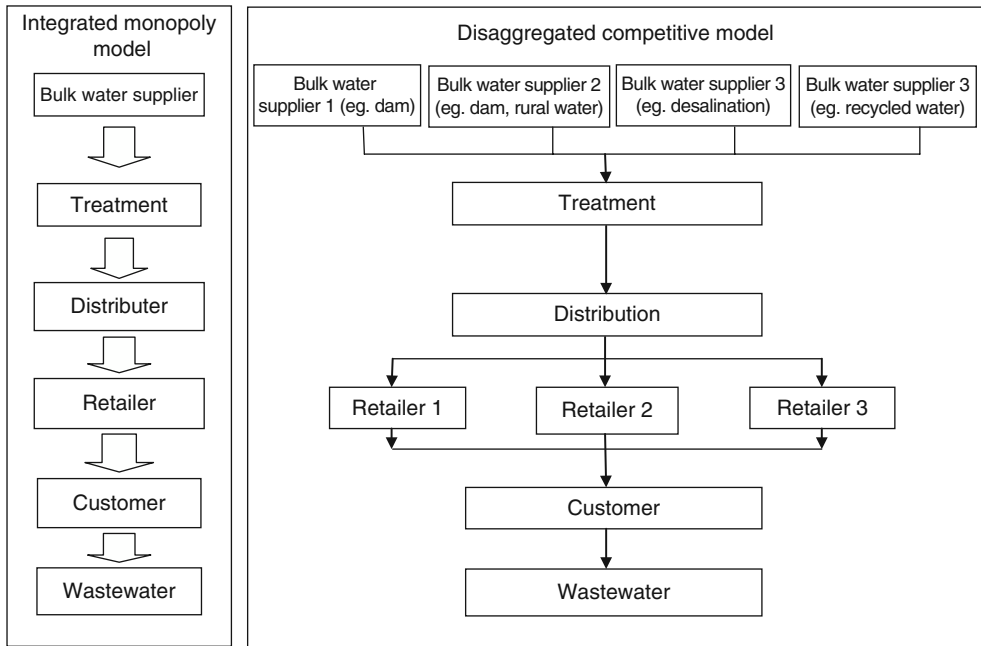 Integrated monopoly
model
Bulk water supplier
Treatment
Distributer
Retailer
Customer
Wastewater
Disaggregated competitive model
Bulk water
supplier 1 (eg. dam)
Bulk water supplier 2
(eg. dam, rural water)
Bulk water supplier 3
(eg. desalination)
Bulk water supplier 3
(eg. recycled water)
Treatment
Distribution
Retailer 1
Retailer 2
Retailer 3
Customer
Wastewater